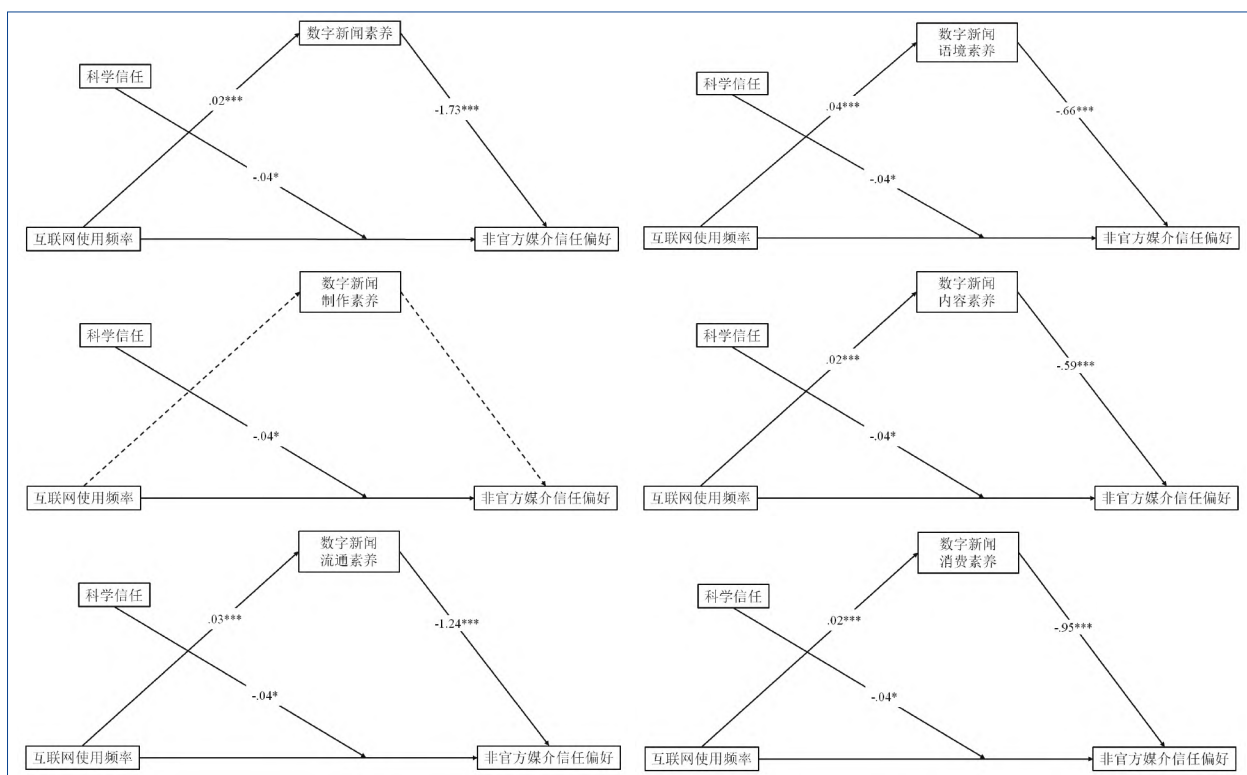 数字新闻素养
科学信任
.02***
-1.73***
-.04*
互联网使用频率
非官方媒介信任偏好
数字新闻
语境素养
科学信任
.04***
-.66***
-.04*
互联网使用频率
非官方媒介信任偏好
数字新闻
制作素养
科学信任
-.04*
互联网使用频率
非官方媒介信任偏好
数字新闻
内容素养
科学信任
.02***
-.59***
-.04*
互联网使用频率
非官方媒介信任偏好
数字新闻
流通素养
科学信任
.03***
-1.24***
-.04*
互联网使用频率
非官方媒介信任偏好
数字新闻
消费素养
科学信任
.02***
-.95***
-.04*
互联网使用频率
非官方媒介信任偏好